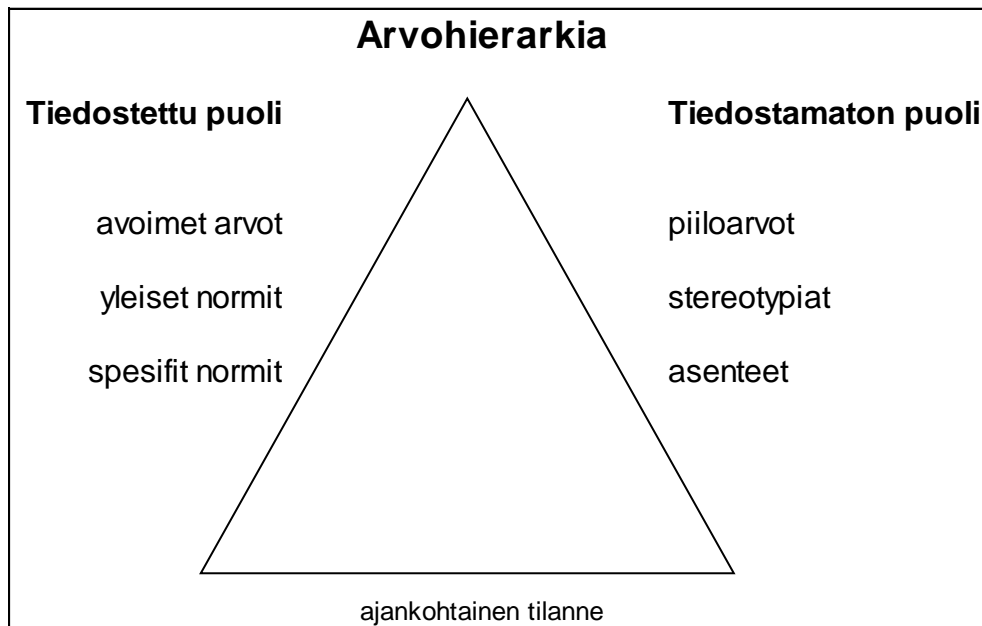 Arvohierarkia
Tiedostettu puoli
Tiedostamaton puoli
avoimet arvot
piiloarvot
yleiset normit
stereotypiat
spesifit normit
asenteet
ajankohtainen tilanne